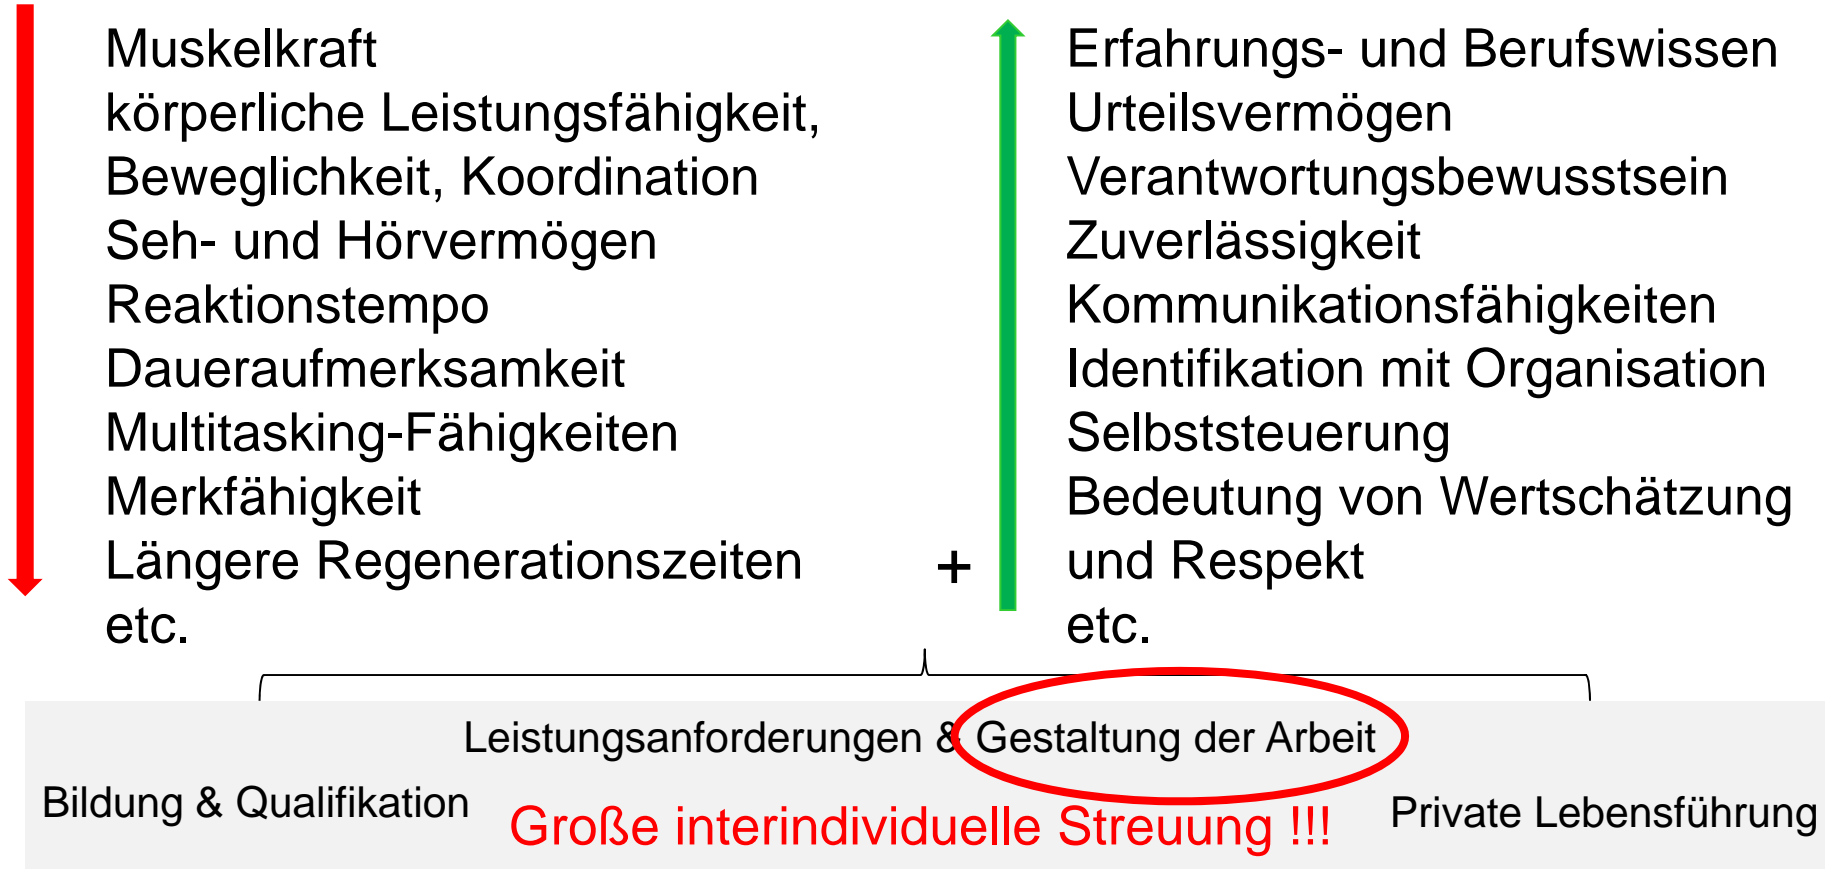 Muskelkraft
körperliche Leistungsfähigkeit,
Beweglichkeit, Koordination
Seh- und Hörvermögen
Reaktionstempo
Daueraufmerksamkeit
Multitasking-Fähigkeiten
Merkfähigkeit
Längere Regenerationszeiten
etc.
+
Erfahrungs- und Berufswissen
Urteilsvermögen
Verantwortungsbewusstsein
Zuverlässigkeit
Kommunikationsfähigkeiten
Identifikation mit Organisation
Selbststeuerung
Bedeutung von Wertschätzung
und Respekt
etc.
Leistungsanforderungen & Gestaltung der Arbeit
Bildung & Qualifikation
Große interindividuelle Streuung !!!
Private Lebensführung